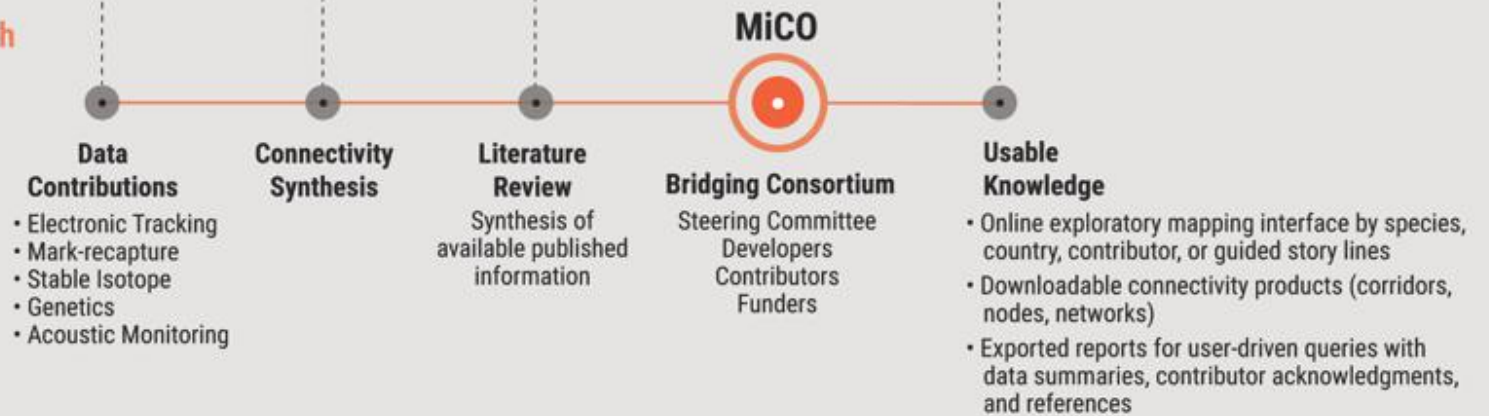 h
MiCO
Data
Contributions
• Electronic Tracking
• Mark-recapture
• Stable Isotope
• Genetics
• Acoustic Monitoring
Connectivity
Synthesis
Literature
Review
Synthesis of
available published
information
Bridging Consortium
Steering Committee
Developers
Contributors
Funders
Usable
Knowledge
• Online exploratory mapping interface by species,
country, contributor, or guided story lines
• Downloadable connectivity products (corridors,
nodes, networks)
• Exported reports for user-driven queries with
data summaries, contributor acknowledgments,
and references